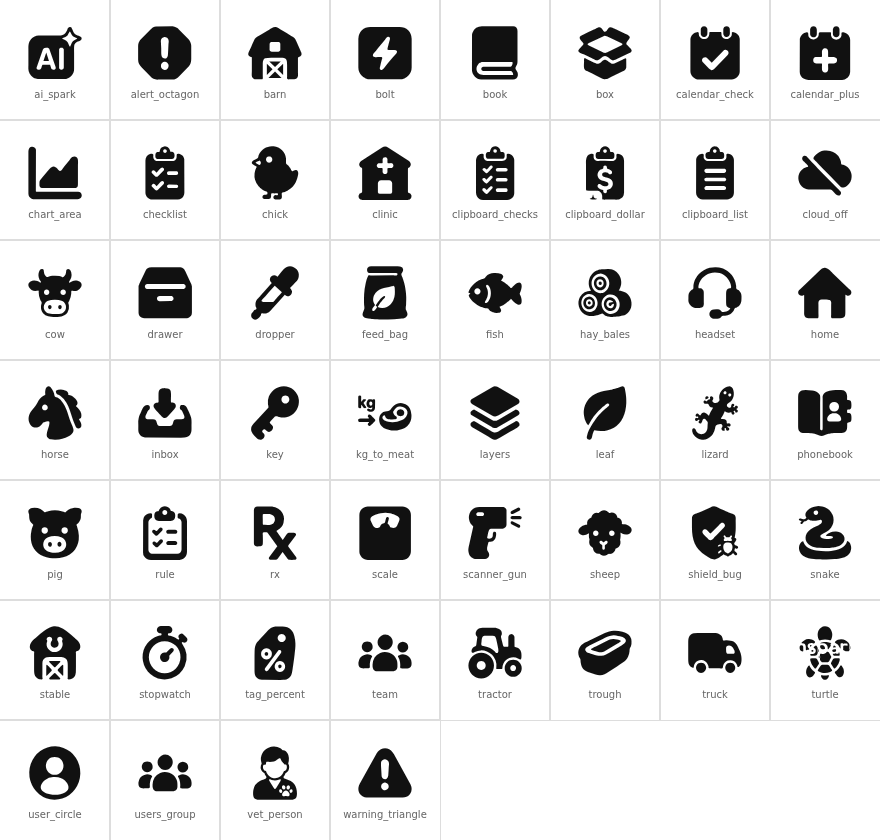 AI
ai_spark alert_octagon barn bolt book box calendar_check calendar_plus
chart_area checklist chick clinic clipboard_checks clipboard_dollar clipboard_list cloud_off
$
cow drawer dropper feed_bag fish hay_bales headset home
kg
horse inbox key kg_to_meat layers leaf lizard phonebook
Rx
pig rule rx scale scanner_gun sheep shield_bug snake
%
stable stopwatch tag_percent team tractor trough truck turtle
user_circle users_group vet_person warning_triangle